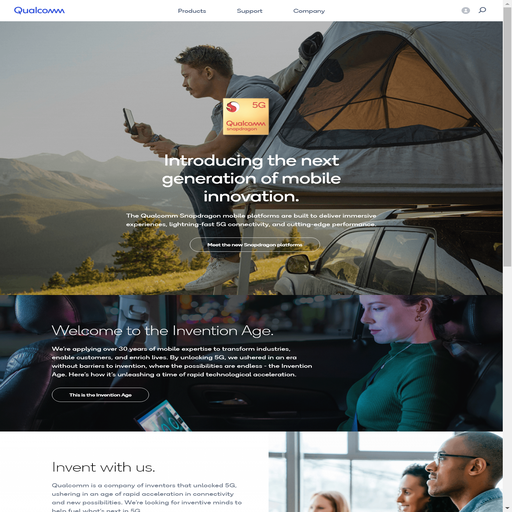 Qualcomm
Products
Support
Company
5G
Qualcomm
snapdragon
Introducing the next
generation of mobile
innovation.
The Qualcomm Snapdragon mobile platforms are built to deliver immersive
experiences, lightning-fast 5G connectivity, and cutting-edge performance.
Meet the new Snapdragon platforms
Welcome to the Invention Age.
We're applying over 30 years of mobile expertise to transform industries,
enable customers, and enrich lives. By unlocking 5G, we ushered in an era
without barriers to invention, where the possibilities are endless - the Invention
Age. Here's how it's unleashing a time of rapid technological acceleration.
This is the Invention Age
Invent with us.
Qualcomm is a company of inventors that unlocked 5G,
ushering in an age of rapid acceleration in connectivity
and new possibilities. We're looking for inventive minds to
help fuel what's next in 5G.